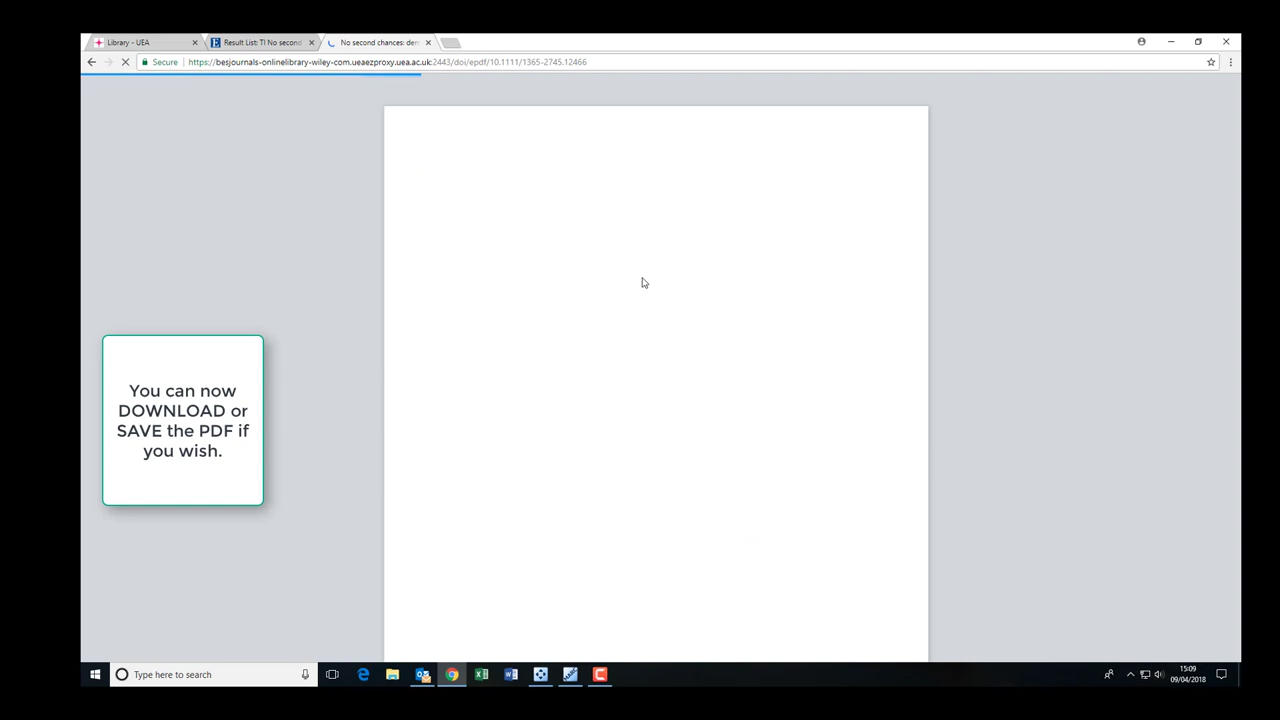 Library - UEA
Result List: TI No second
No second chances: dem
Secure
https://besjournals-onlinelibrary-wiley-com.ueaezproxy.uea.ac.uk:2443/doi/epdf/10.1111/1365-2745.12466
You can now
DOWNLOAD or
SAVE the PDF if
you wish.
Type here to search
15:09
09/04/2018